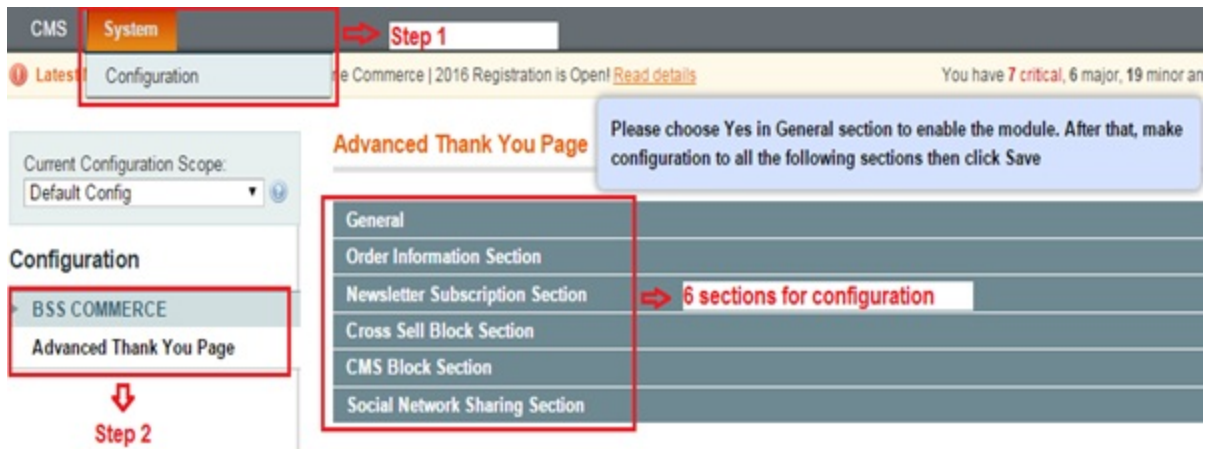 CMS System
Step 1
Configuration
Latest
ne Commerce | 2016 Registration is Open! Read details
You have 7 critical, 6 major, 19 minor an
Please choose Yes in General section to enable the module. After that, make
configuration to all the following sections then click Save
Advanced Thank You Page
Current Configuration Scope:
Default Config
Configuration
BSS COMMERCE
Advanced Thank You Page
Step 2
General
Order Information Section
Newsletter Subscription Section
6 sections for configuration
Cross Sell Block Section
CMS Block Section
Social Network Sharing Section